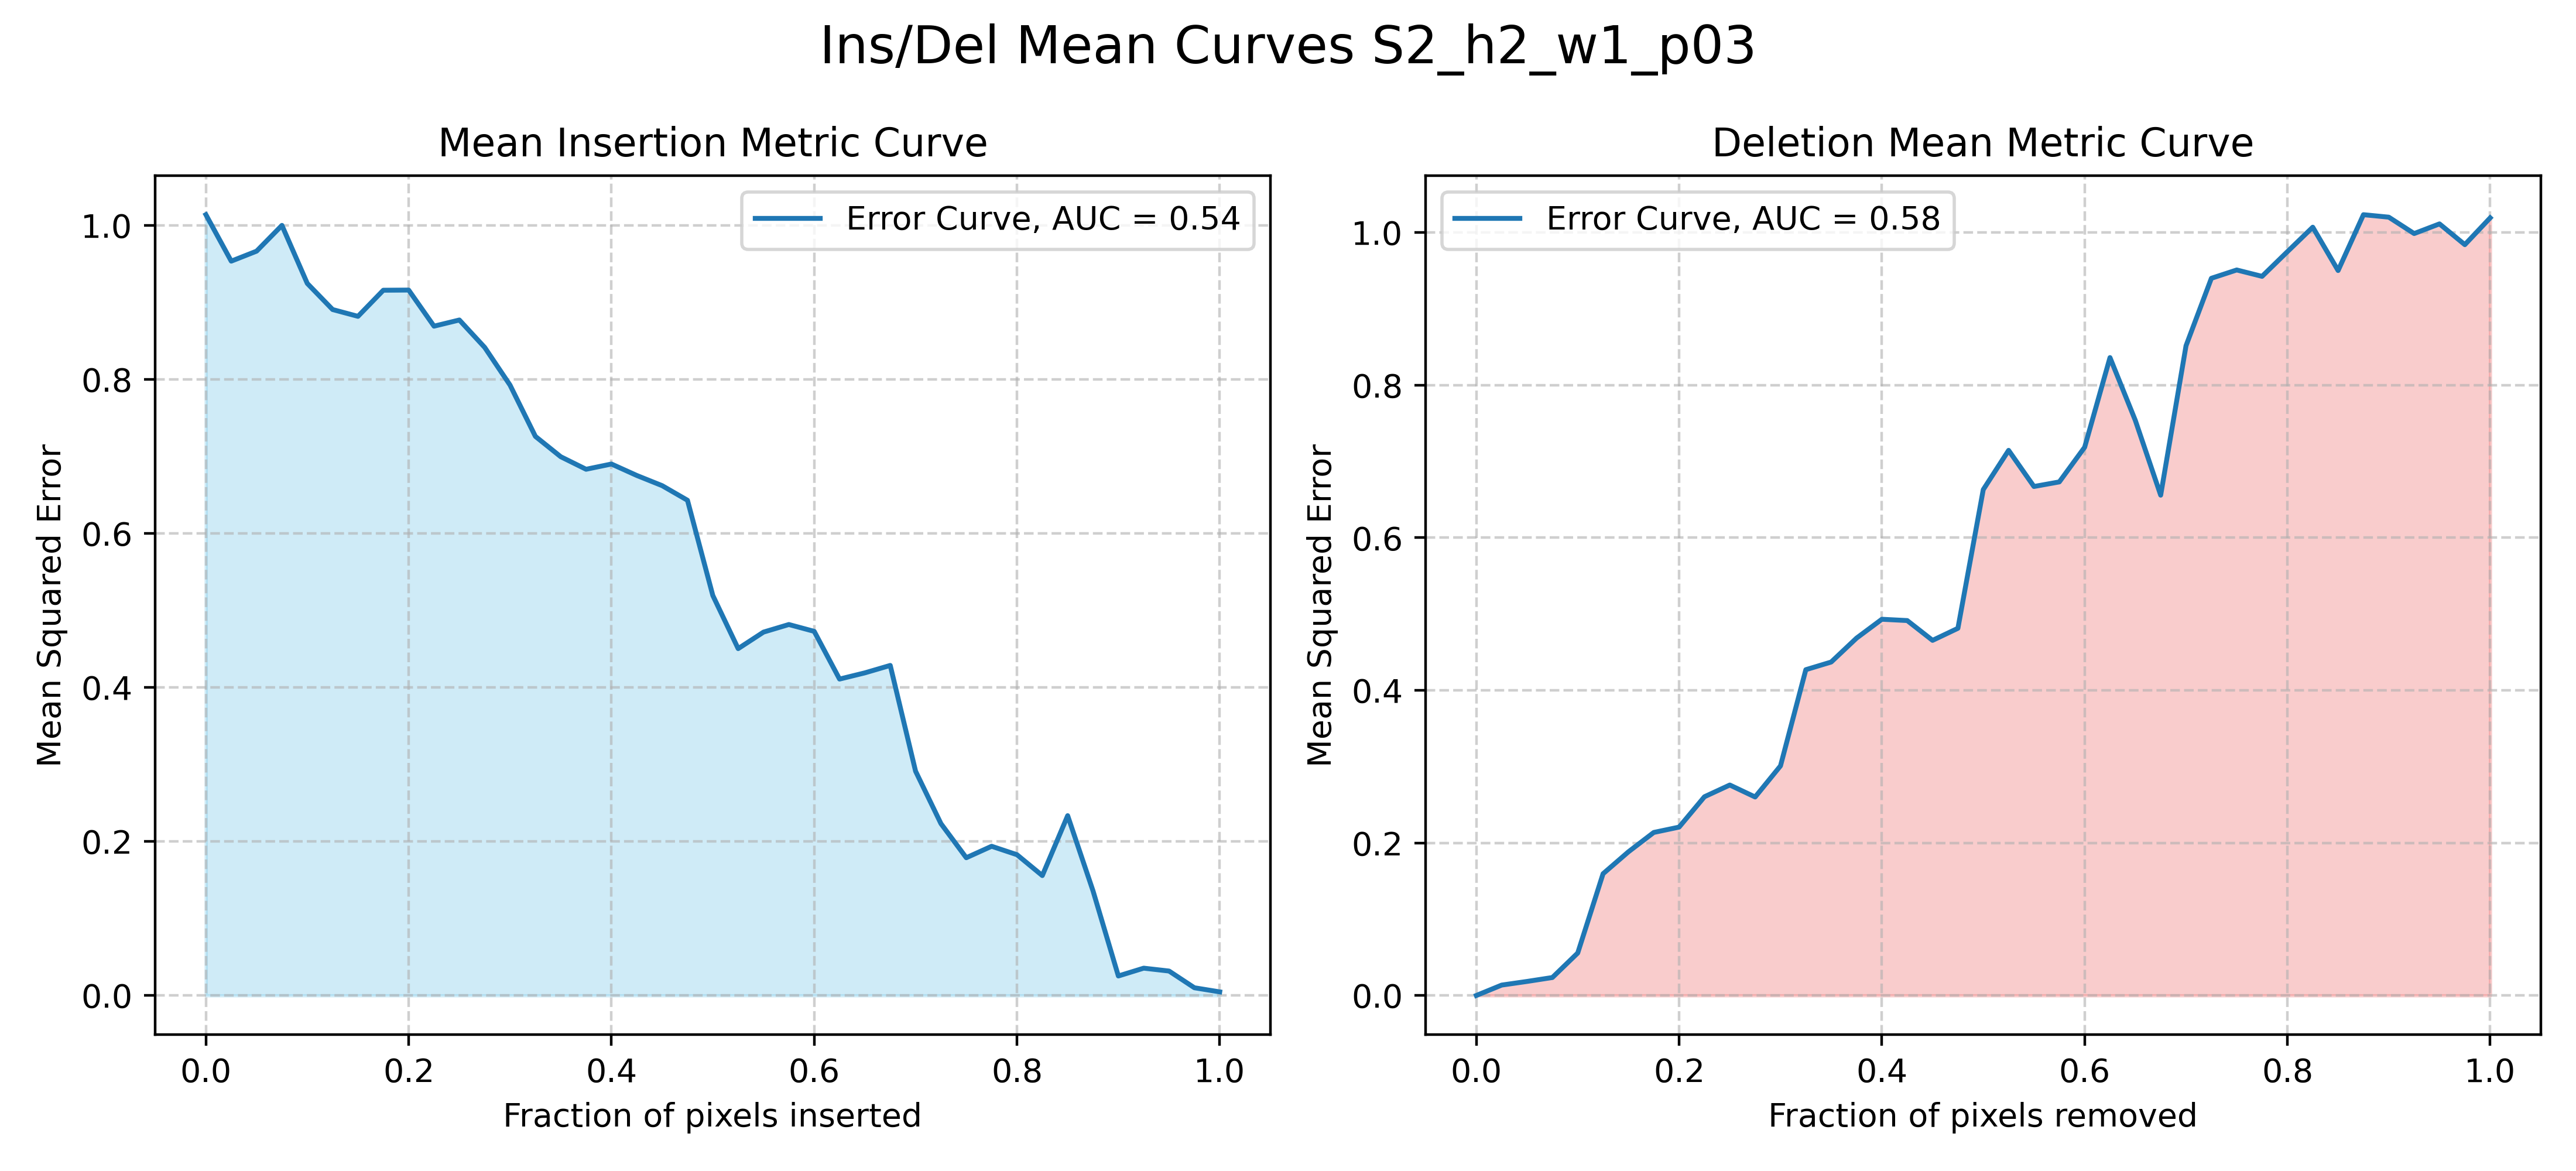 Ins/Del Mean Curves S2_h2_w1_p03
Mean Insertion Metric Curve
Error Curve, AUC = 0.54
Mean Squared Error
1.0
0.8
0.6
0.4
0.2
0.0
0.0 0.2 0.4 0.6 0.8 1.0
Fraction of pixels inserted
Deletion Mean Metric Curve
Error Curve, AUC = 0.58
Mean Squared Error
1.0
0.8
0.6
0.4
0.2
0.0
0.0 0.2 0.4 0.6 0.8 1.0
Fraction of pixels removed